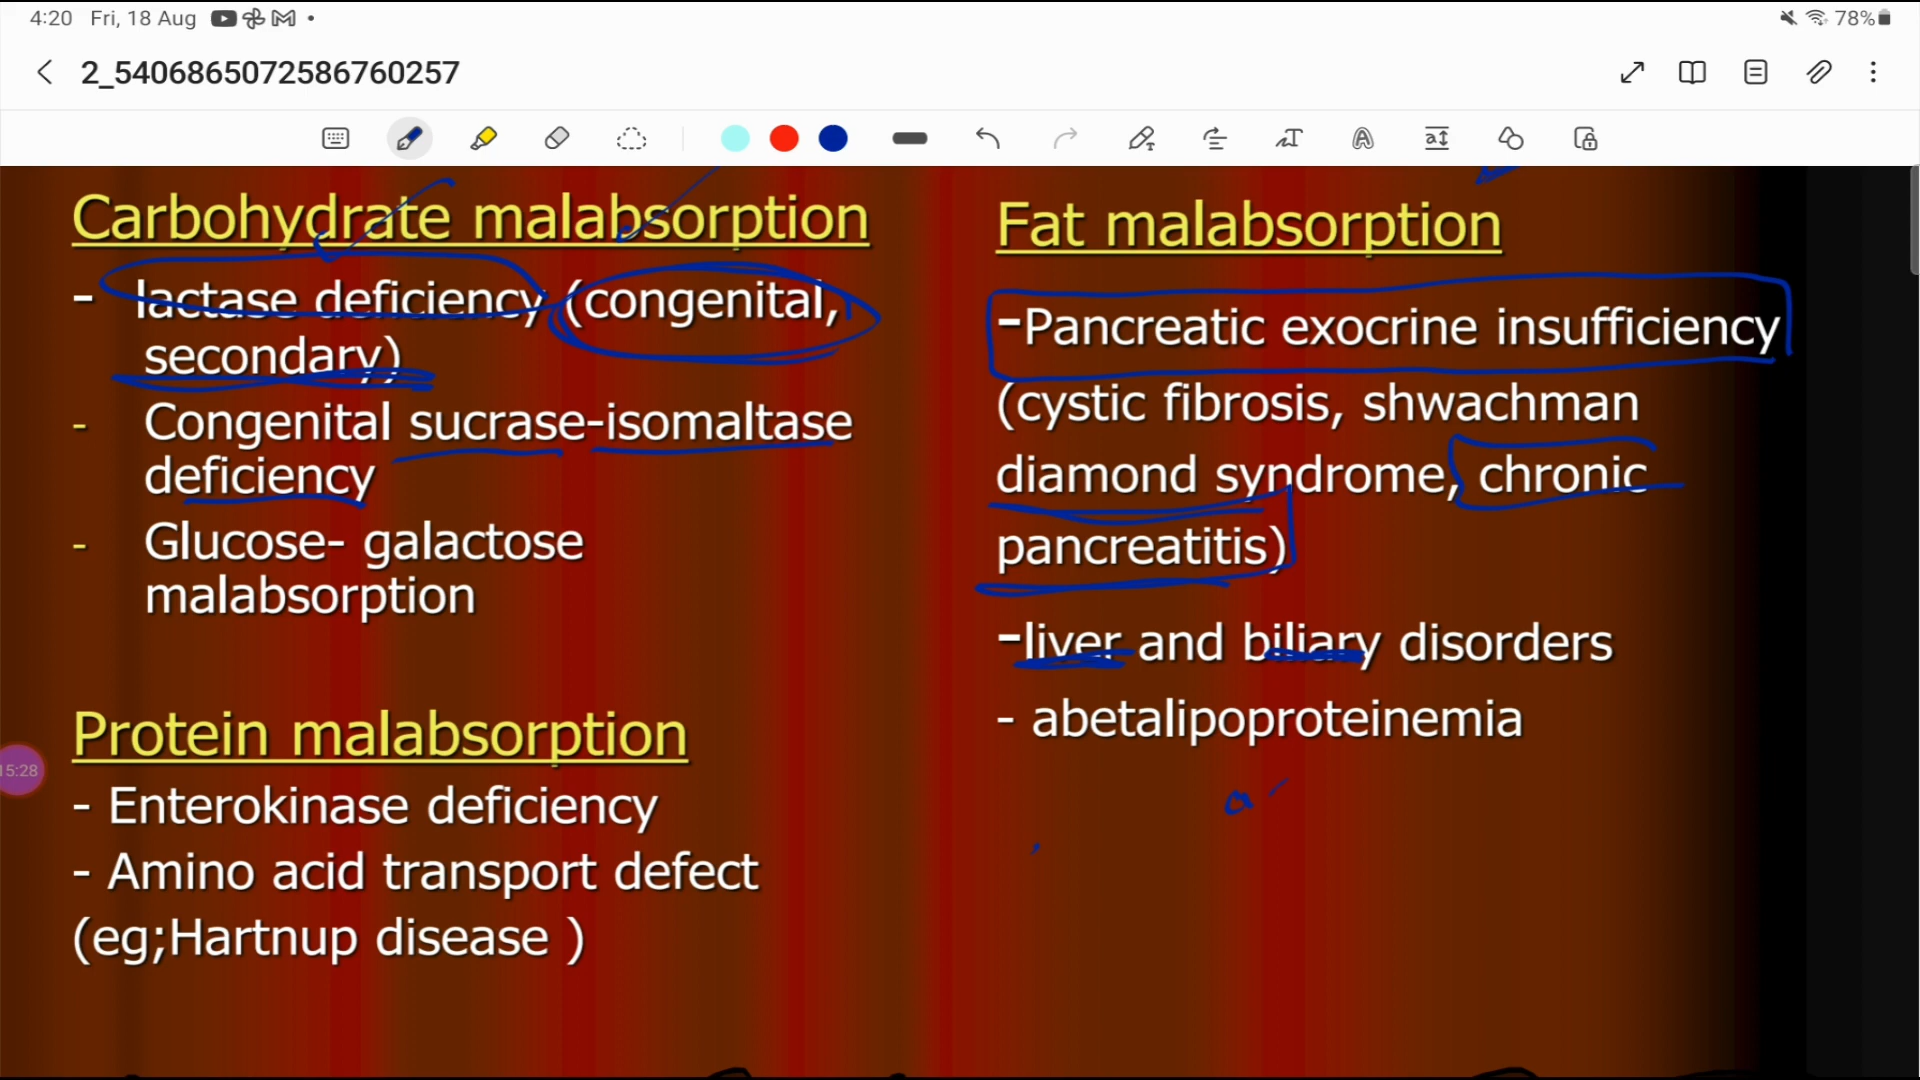 4:20 Fri, 18 Aug
78%
2_5406865072586760257
Carbohydrate malabsorption
- lactase deficiency (congenital,
secondary)
- Congenital sucrase-isomaltase
deficiency
- Glucose- galactose
malabsorption
Protein malabsorption
- Enterokinase deficiency
- Amino acid transport defect
(eg;Hartnup disease )
Fat malabsorption
-Pancreatic exocrine insufficiency
(cystic fibrosis, shwachman
diamond syndrome, chronic
pancreatitis)
-liver and biliary disorders
- abetalipoproteinemia
15:28